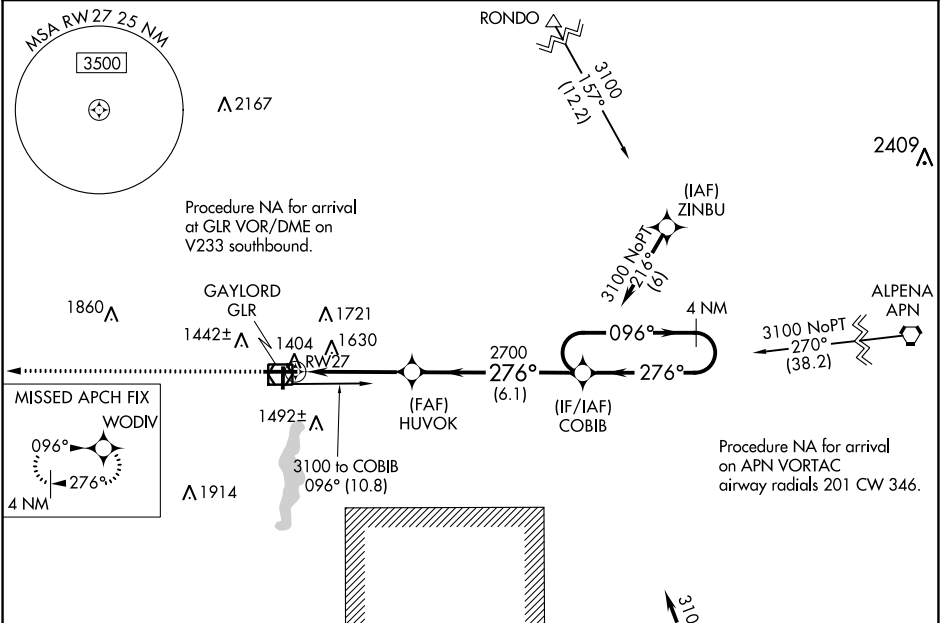 MSA RW27 25 NM
3500
2167
RONDO
3100
157°
(12.2)
2409
Procedure NA for arrival
at GLR VOR/DME on
V233 southbound.
(IAF)
ZINBU
3100 NoPT
216°
(6)
1860
GAYLORD
GLR
1721
1442±
1404
1630
RW27
4 NM
096°
ALPENA
APN
3100 NoPT
270°
(38.2)
2700
276°
(6.1)
276°
(FAF)
HUVOK
(IF/IAF)
COBIB
MISSED APCH FIX
WODIV
096°
276°
4 NM
1492±
3100 to COBIB
096° (10.8)
1914
Procedure NA for arrival
on APN VORTAC
airway radials 201 CW 346.
310